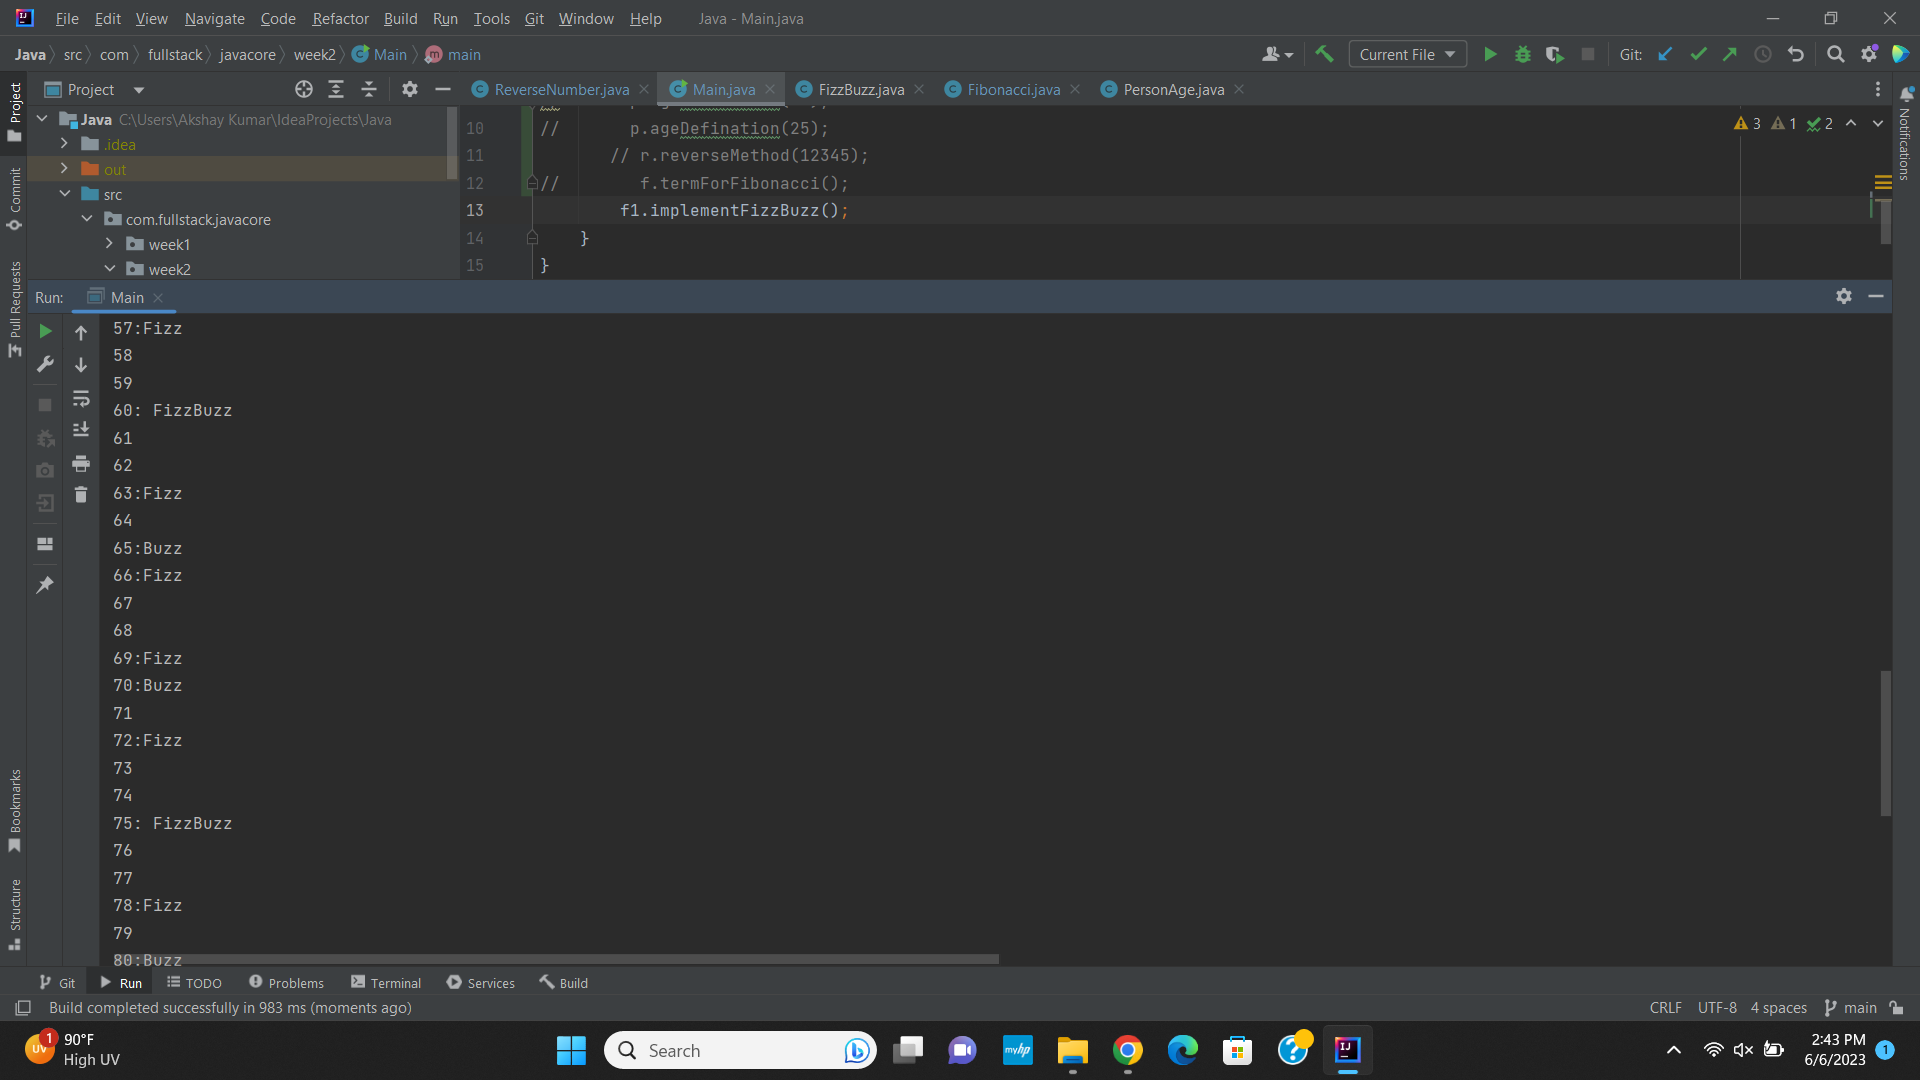 File Edit View Navigate Code Refactor Build Run Tools Git Window Help Java - Main.java
Java src com fullstack javacore week2 Main main Current File Git:
Project ReverseNumber.java Main.java FizzBuzz.java Fibonacci.java PersonAge.java
Java C:\Users\Akshay Kumar\IdeaProjects\Java
.idea
out
src
com.fullstack.javacore
week1
week2
10 // p.ageDefination(25);
11 // r.reverseMethod(12345);
12 // f.termForFibonacci();
13 f1.implementFizzBuzz();
14 }
15 }
3 1 2
Project
Commit
Pull Requests
Bookmarks
Structure
Notifications
Run: Main
57:Fizz
58
59
60: FizzBuzz
61
62
63:Fizz
64
65:Buzz
66:Fizz
67
68
69:Fizz
70:Buzz
71
72:Fizz
73
74
75: FizzBuzz
76
77
78:Fizz
79
80:Buzz
Git Run TODO Problems Terminal Services Build
Build completed successfully in 983 ms (moments ago) CRLF UTF-8 4 spaces main
UV 1 90°F
High UV
Search
myhp
IJ
2:43 PM
6/6/2023
1